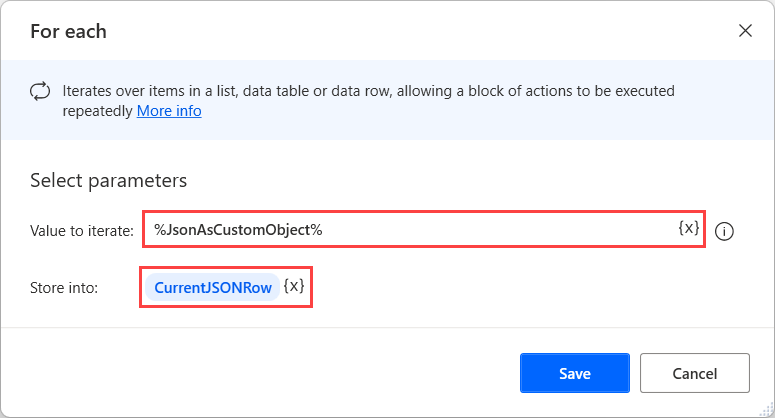 For each
Iterates over items in a list, data table or data row, allowing a block of actions to be executed
repeatedly More info
Select parameters
Value to iterate: %JsonAsCustomObject% {x}
Store into: CurrentJSONRow {x}
Save Cancel